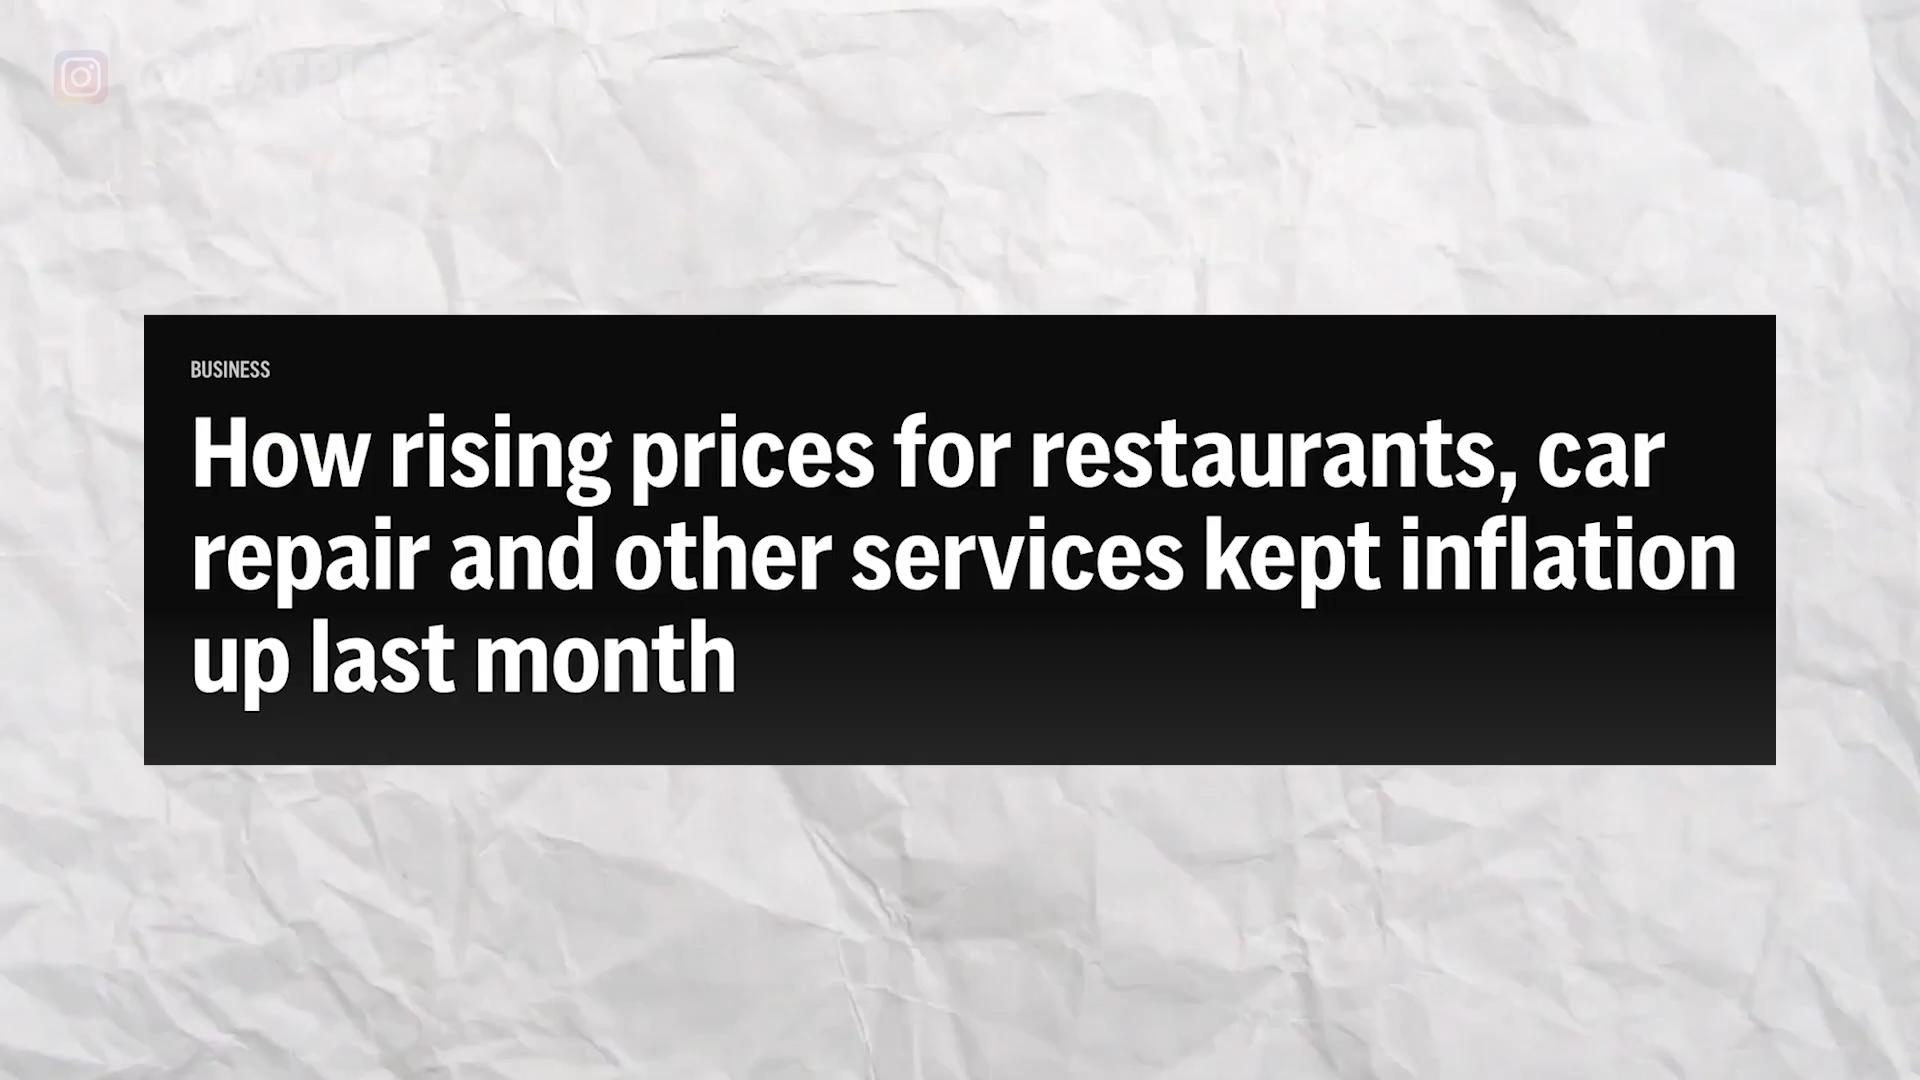 BUSINESS
How rising prices for restaurants, car
repair and other services kept inflation
up last month